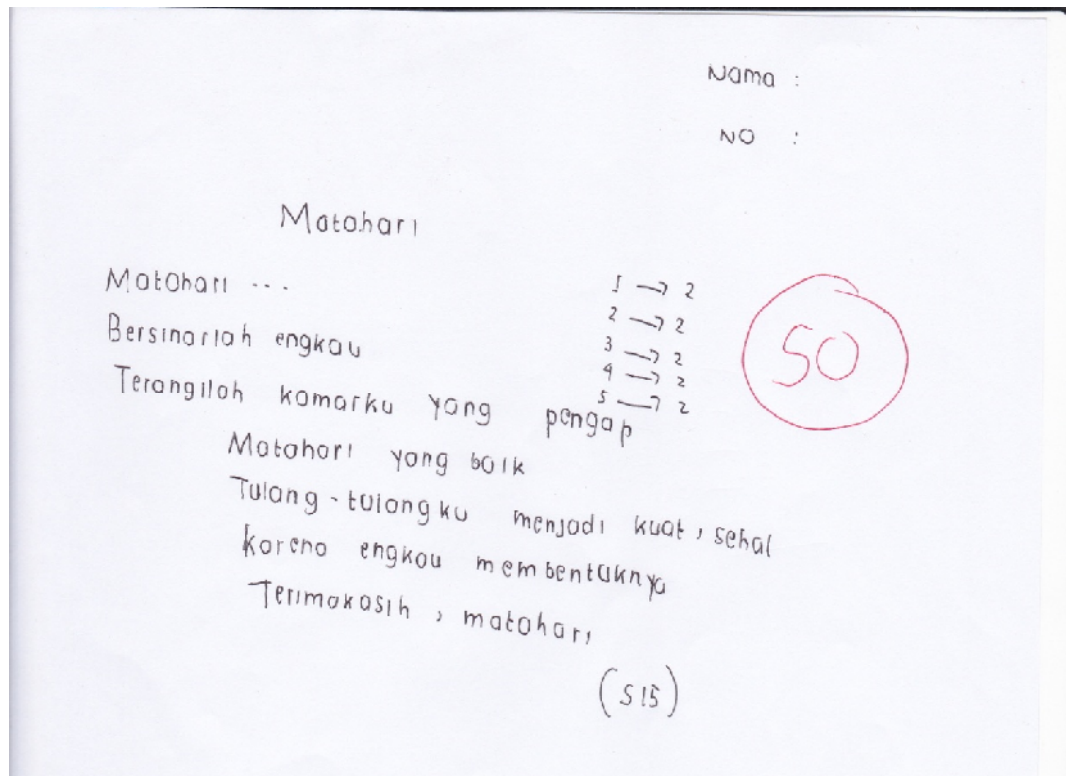 Nama :
NO :
Matahari
Matahari ...
Bersinarlah engkau
Terangilah kamarku yang pengap
Matahari yang baik
Tulang-tulangku menjadi kuat, sehat
karena engkau membentuknya
Terimakasih, matahari
(S15)
1 → 2
2 → 2
3 → 2
4 → 2
5 → 2
50